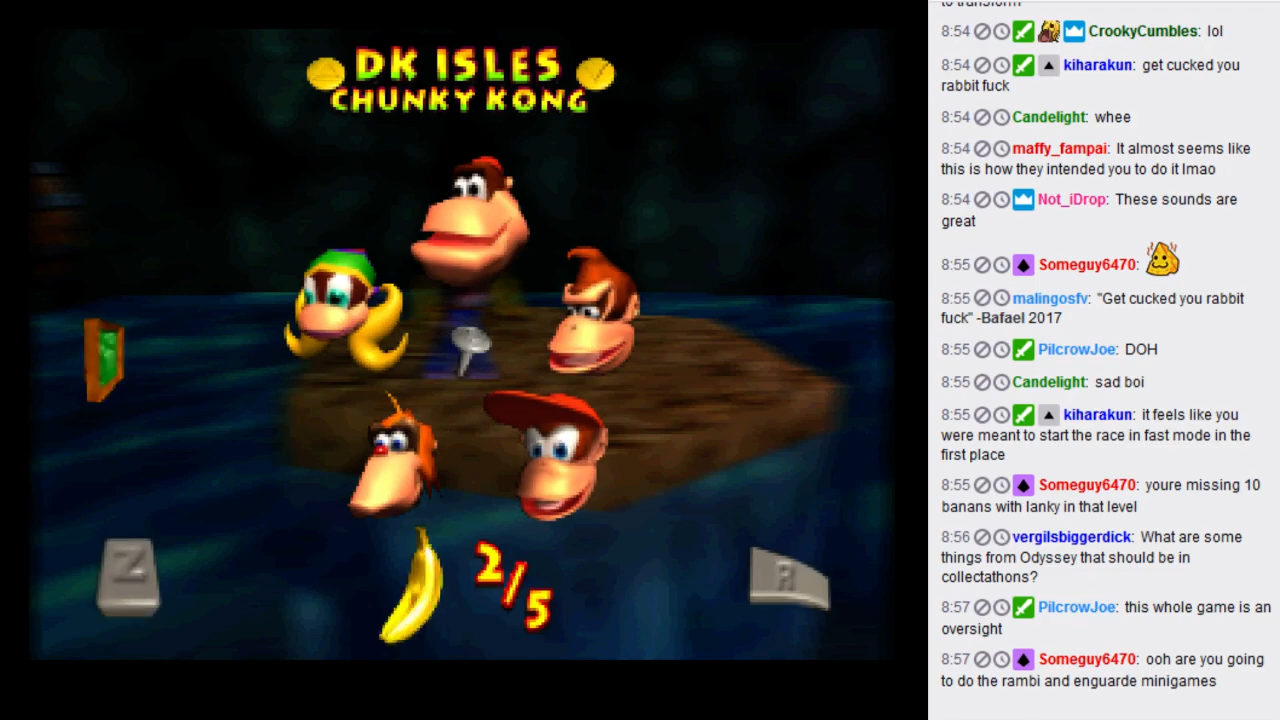 DK ISLES
CHUNKY KONG
Z
R
2/5
to transform
8:54 CrookyCumbles: lol
8:54 kiharakun: get cucked you
rabbit fuck
8:54 Candelight: whee
8:54 maffy_fampai: It almost seems like
this is how they intended you to do it lmao
8:54 Not_iDrop: These sounds are
great
8:55 Someguy6470:
8:55 malingosfv: "Get cucked you rabbit
fuck" -Bafael 2017
8:55 PilcrowJoe: DOH
8:55 Candelight: sad boi
8:55 kiharakun: it feels like you
were meant to start the race in fast mode in the
first place
8:55 Someguy6470: youre missing 10
banans with lanky in that level
8:56 vergilsbiggerdick: What are some
things from Odyssey that should be in
collectathons?
8:57 PilcrowJoe: this whole game is an
oversight
8:57 Someguy6470: ooh are you going
to do the rambi and enguarde minigames